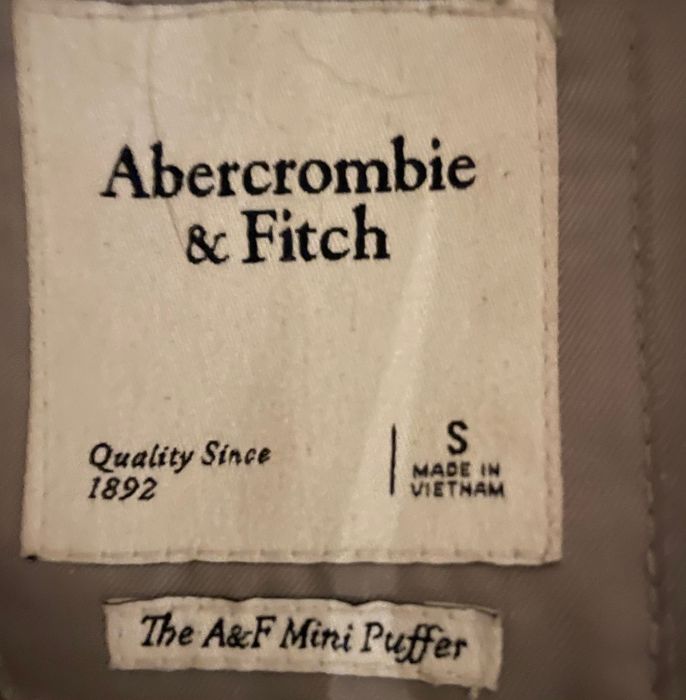 Abercrombie
& Fitch
Quality Since
1892
S
MADE IN
VIETNAM
The A&F Mini Puffer